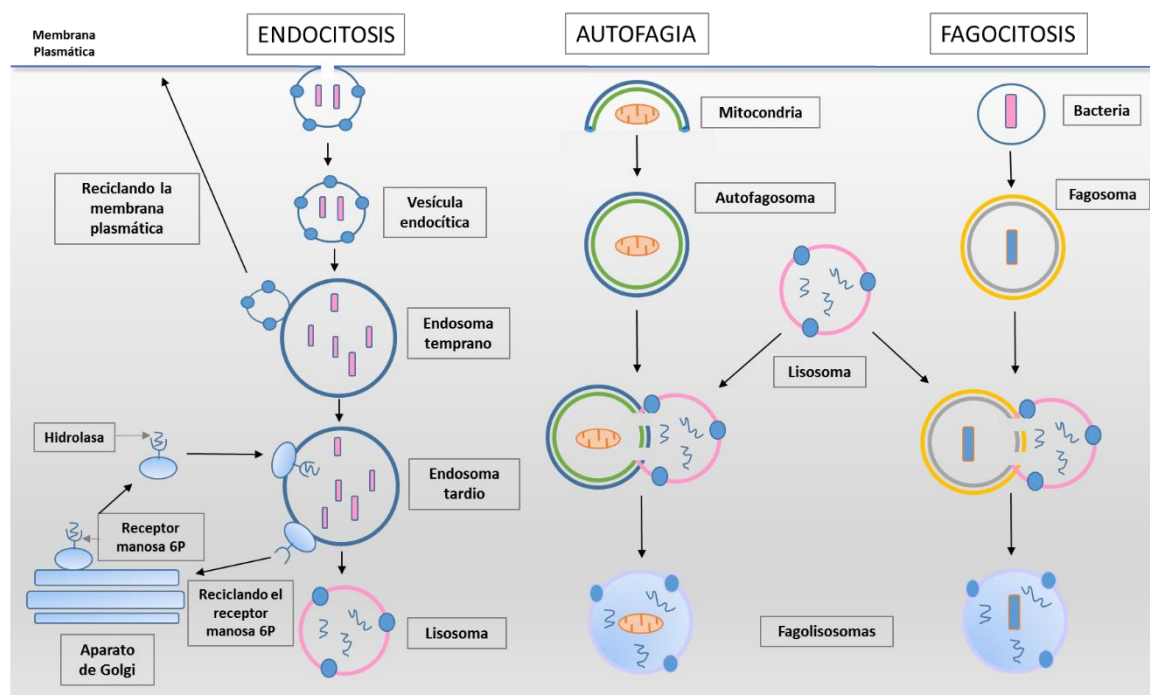 Membrana
Plasmática
ENDOCITOSIS
AUTOFAGIA
FAGOCITOSIS
Mitocondria
Bacteria
Reciclando la
membrana
plasmática
Vesícula
endocítica
Autofagosoma
Fagosoma
Endosoma
temprano
Lisosoma
Hidrolasa
Endosoma
tardio
Receptor
manosa 6P
Reciclando el
receptor
manosa 6P
Lisosoma
Fagolisosomas
Aparato
de Golgi